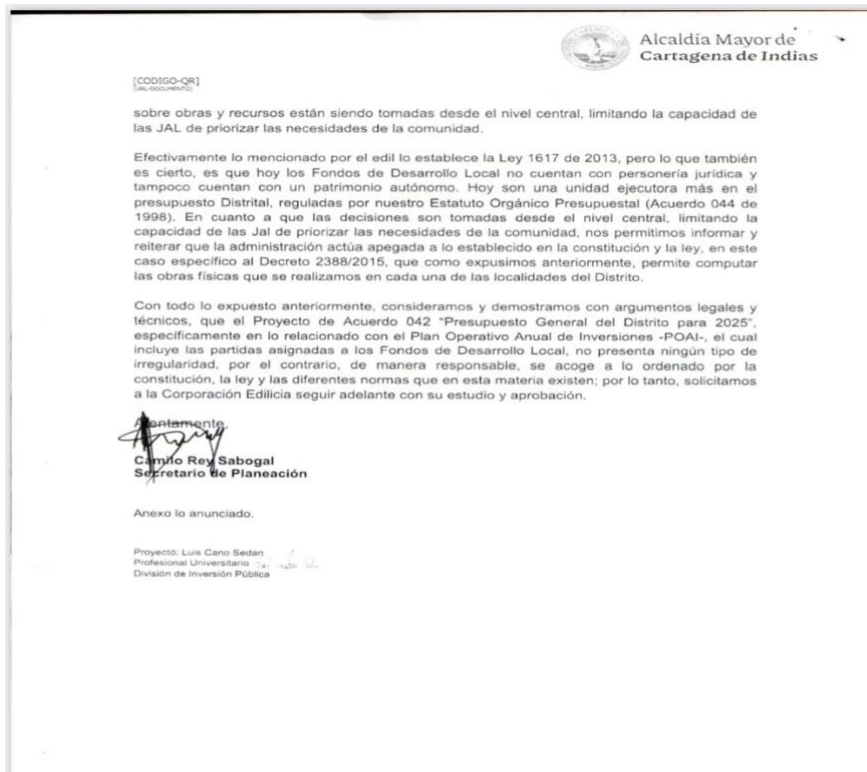 Alcaldía Mayor de
Cartagena de Indias
[CODIGO-QR]
[URL-DOCUMENTO]
sobre obras y recursos están siendo tomadas desde el nivel central, limitando la capacidad de
las JAL de priorizar las necesidades de la comunidad.
Efectivamente lo mencionado por el edil lo establece la Ley 1617 de 2013, pero lo que también
es cierto, es que hoy los Fondos de Desarrollo Local no cuentan con personería jurídica y
tampoco cuentan con un patrimonio autónomo. Hoy son una unidad ejecutora más en el
presupuesto Distrital, reguladas por nuestro Estatuto Orgánico Presupuestal (Acuerdo 044 de
1998). En cuanto a que las decisiones son tomadas desde el nivel central, limitando la
capacidad de las Jal de priorizar las necesidades de la comunidad, nos permitimos informar y
reiterar que la administración actúa apegada a lo establecido en la constitución y la ley, en este
caso específico al Decreto 2388/2015, que como expusimos anteriormente, permite computar
las obras físicas que se realizamos en cada una de las localidades del Distrito.
Con todo lo expuesto anteriormente, consideramos y demostramos con argumentos legales y
técnicos, que el Proyecto de Acuerdo 042 “Presupuesto General del Distrito para 2025”,
específicamente en lo relacionado con el Plan Operativo Anual de Inversiones -POAI-, el cual
incluye las partidas asignadas a los Fondos de Desarrollo Local, no presenta ningún tipo de
irregularidad, por el contrario, de manera responsable, se acoge a lo ordenado por la
constitución, la ley y las diferentes normas que en esta materia existen; por lo tanto, solicitamos
a la Corporación Edilicia seguir adelante con su estudio y aprobación.
Atentamente,
Camilo Rey Sabogal
Secretario de Planeación
Anexo lo anunciado.
Proyectó: Luis Cano Sedan
Profesional Universitario
División de Inversión Pública